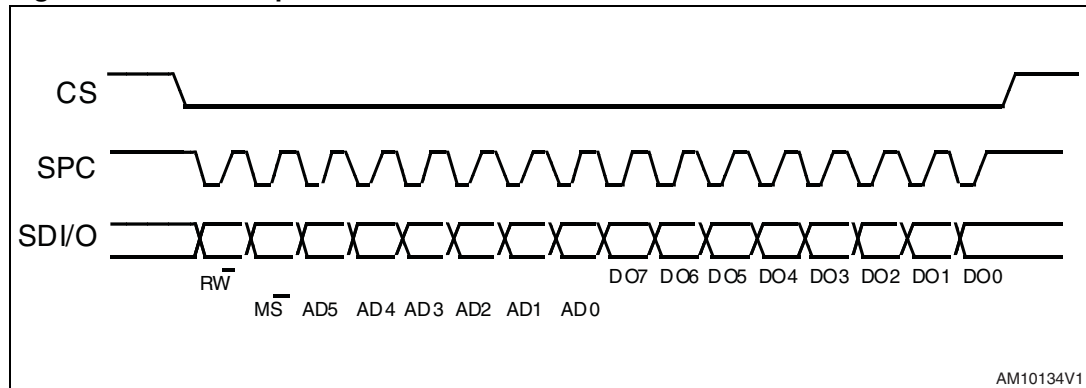 CS
SPC
SDI/O
RW DO7 DO6 DO5 DO4 DO3 DO2 DO1 DO0
MS AD5 AD4 AD3 AD2 AD1 AD0
AM10134V1